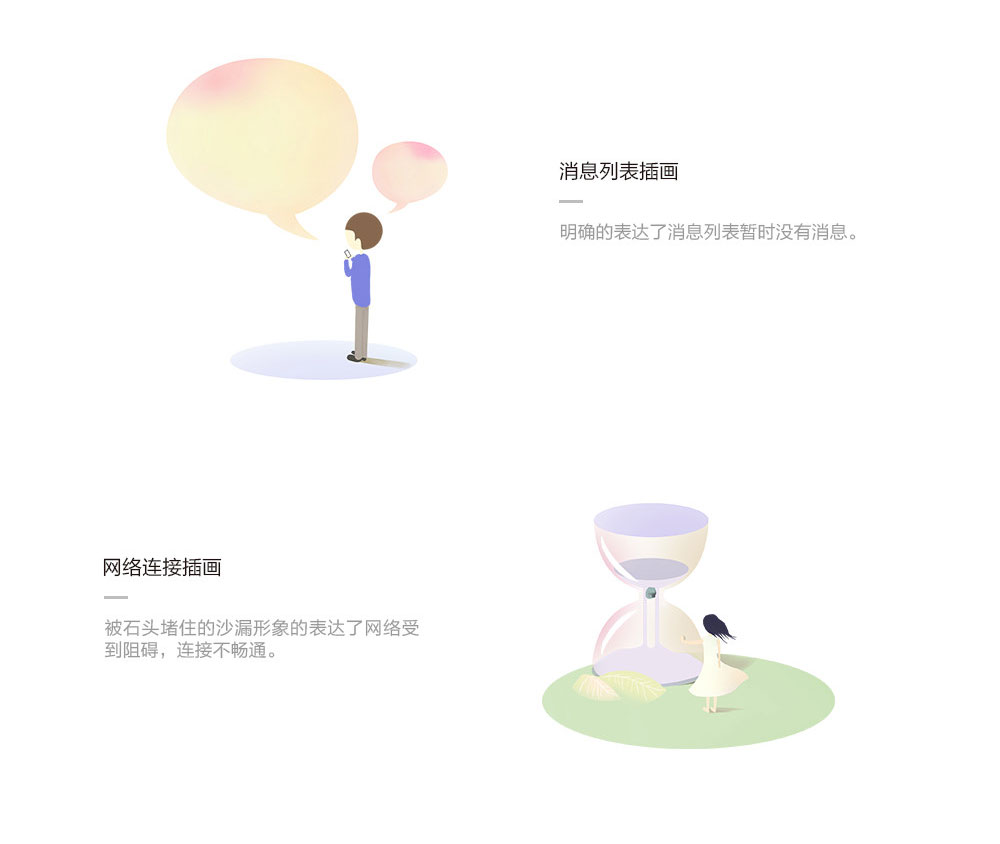 消息列表插画
明确的表达了消息列表暂时没有消息。
网络连接插画
被石头堵住的沙漏形象的表达了网络受
到阻碍，连接不畅通。